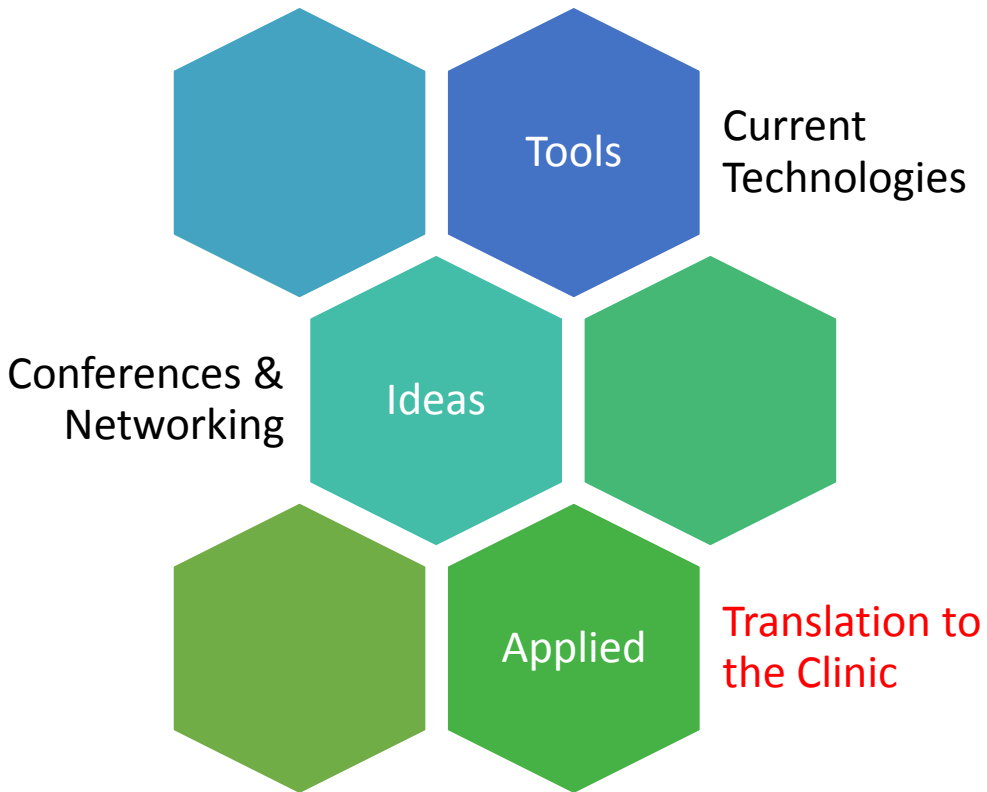 Tools
Current
Technologies
Conferences &
Networking
Ideas
Applied
Translation to
the Clinic